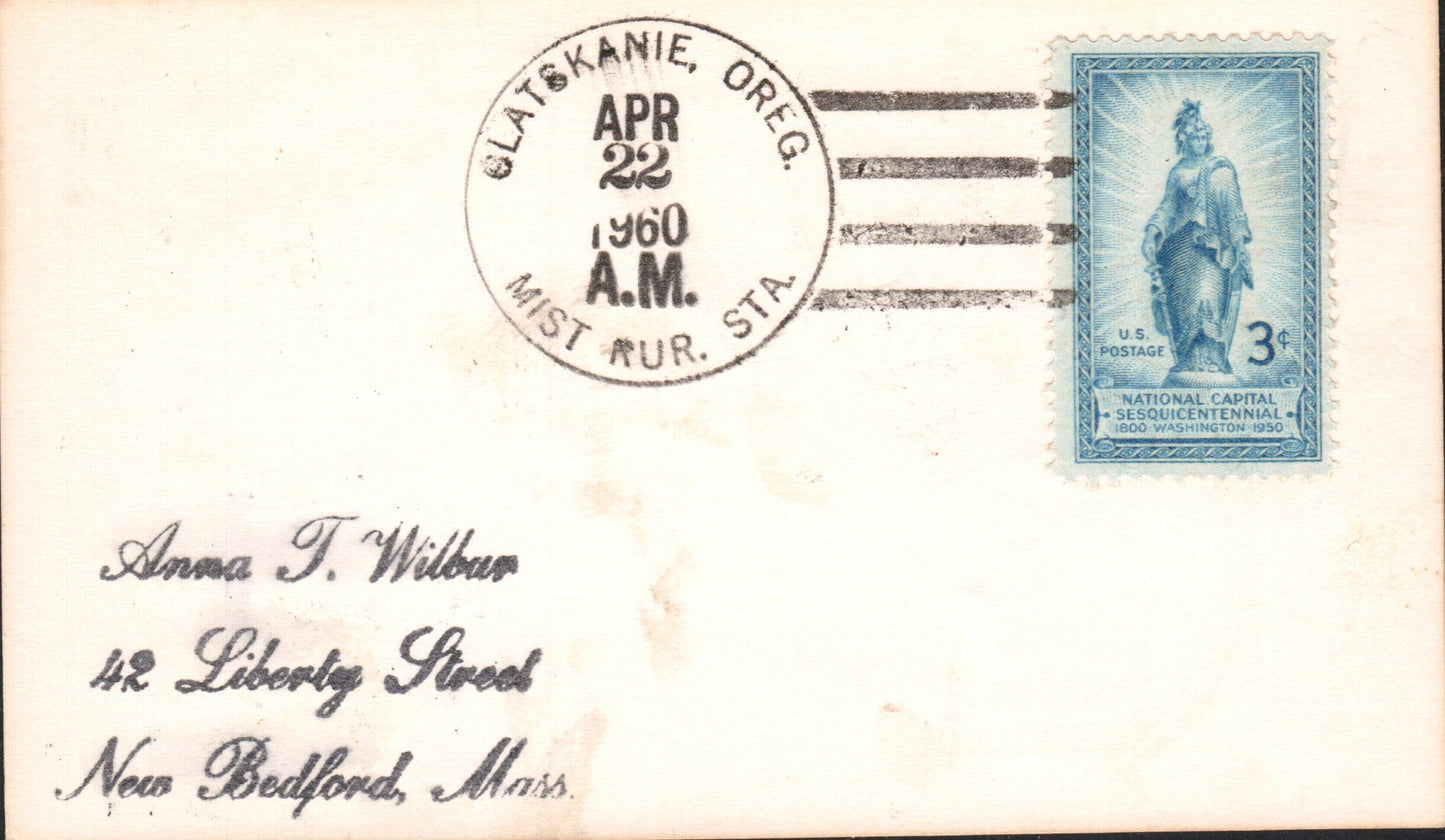 CLATSKANIE, OREG.
APR
22
1960
A.M.
MIST RUR. STA.
U.S.
POSTAGE
3¢
NATIONAL CAPITAL
SESQUICENTENNIAL
1800·WASHINGTON·1950
Anna T. Wilbur
42 Liberty Street
New Bedford, Mass.